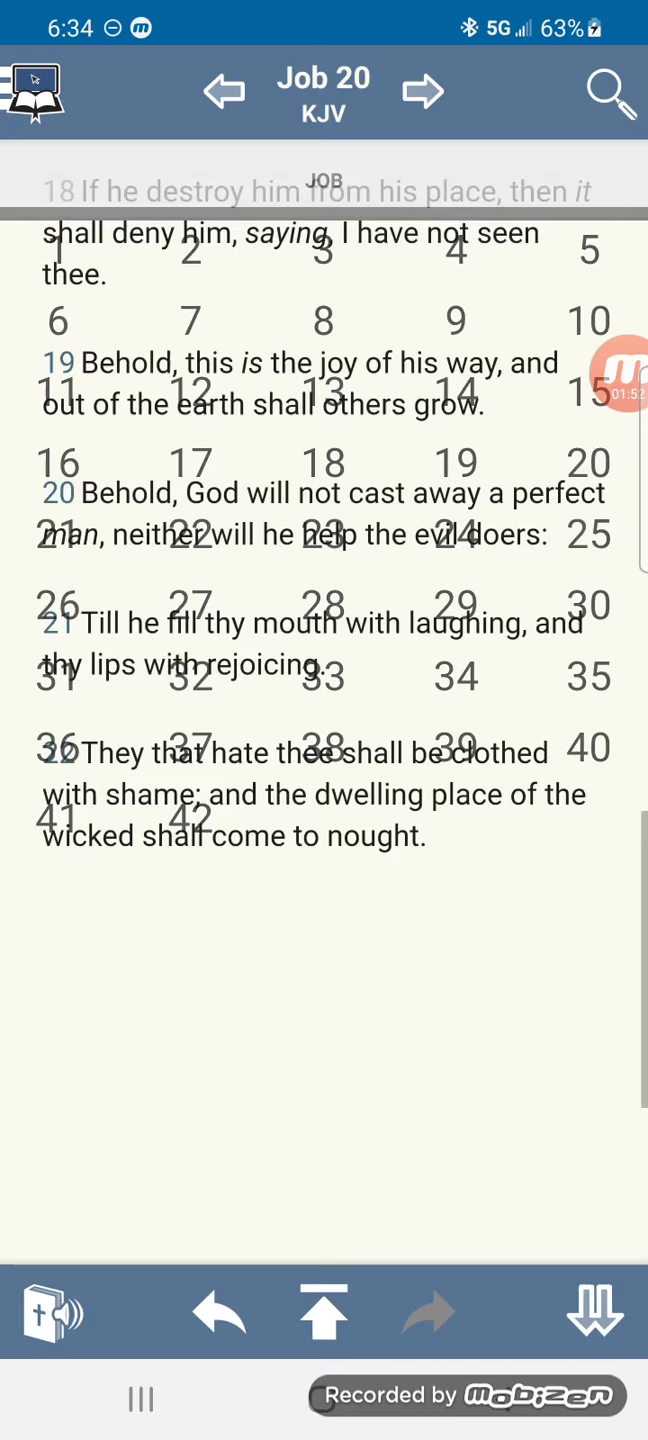 6:34
5G 63%
Job 20
KJV
JOB
18 If he destroy him from his place, then it
shall deny him, saying, I have not seen
thee.
1 2 3 4 5
6 7 8 9 10
19 Behold, this is the joy of his way, and
out of the earth shall others grow.
11 12 13 14 15
01:52
16 17 18 19 20
20 Behold, God will not cast away a perfect
man, neither will he help the evil doers:
21 22 23 24 25
26 27 28 29 30
21 Till he fill thy mouth with laughing, and
thy lips with rejoicing.
31 32 33 34 35
36 37 38 39 40
22 They that hate thee shall be clothed
with shame; and the dwelling place of the
wicked shall come to nought.
41 42
Recorded by mobizen